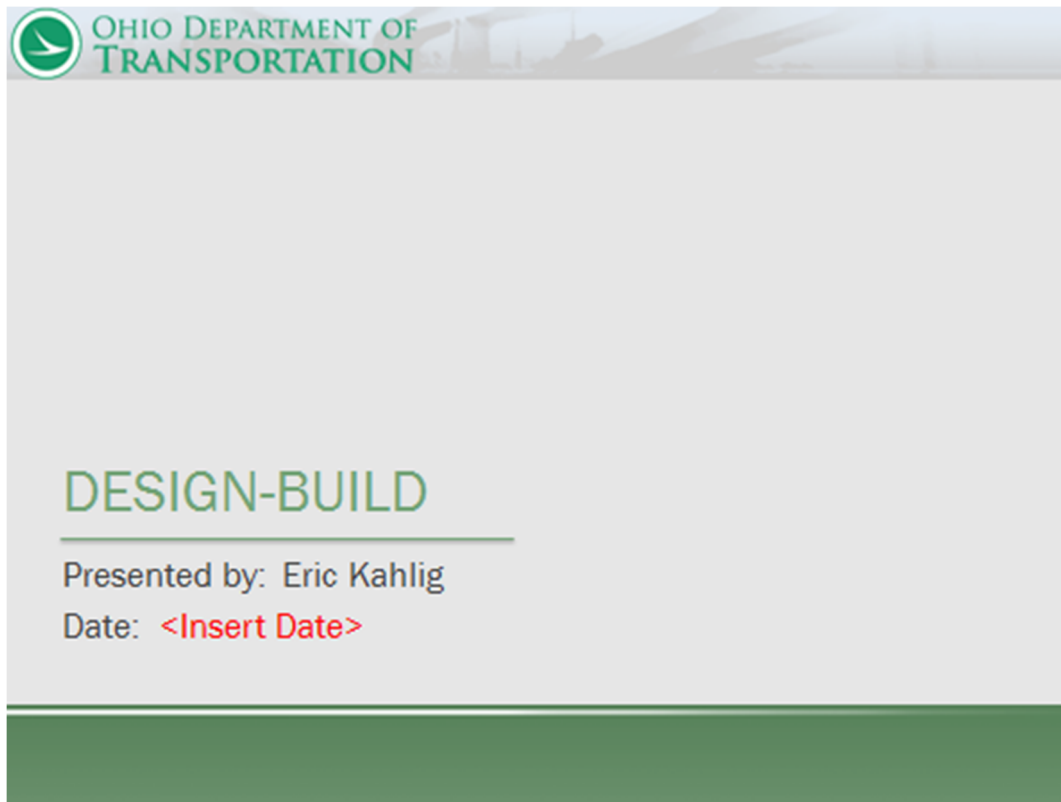 OHIO DEPARTMENT OF
TRANSPORTATION
DESIGN-BUILD
Presented by: Eric Kahlig
Date: <Insert Date>